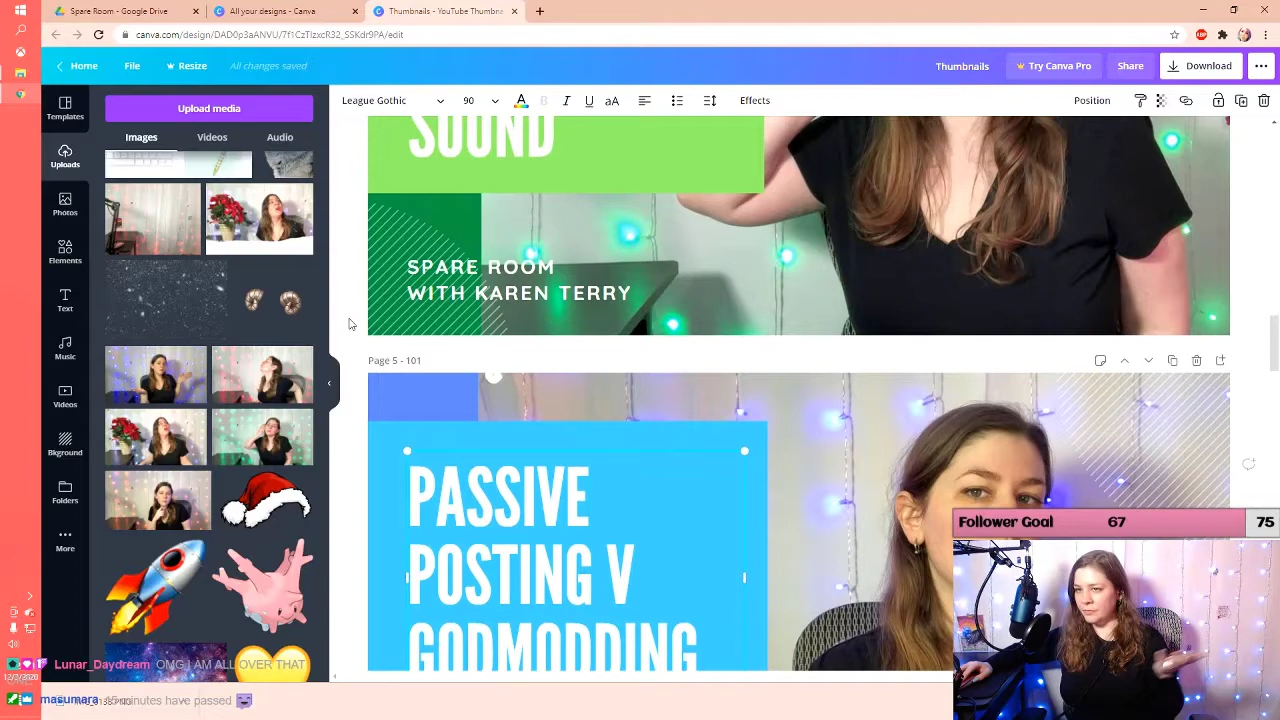 Spare Room - Google Drive
All your designs - Canva
Thumbnails - YouTube Thumbna
canva.com/design/DAD0p3aANVU/7f1CzTlzxcR32_SSKdr9PA/edit
Home
File
Resize
All changes saved
Thumbnails
Try Canva Pro
Share
Download
Templates
Uploads
Photos
Elements
Text
Music
Videos
Bkground
Folders
More
Upload media
Images
Videos
Audio
League Gothic
90
A
B
I
U
aA
Effects
Position
SOUND
SPARE ROOM
WITH KAREN TERRY
Page 5 - 101
PASSIVE
POSTING V
GODMODDING
Follower Goal 67 75
Lunar_Daydream OMG I AM ALL OVER THAT
masumara 15 minutes have passed